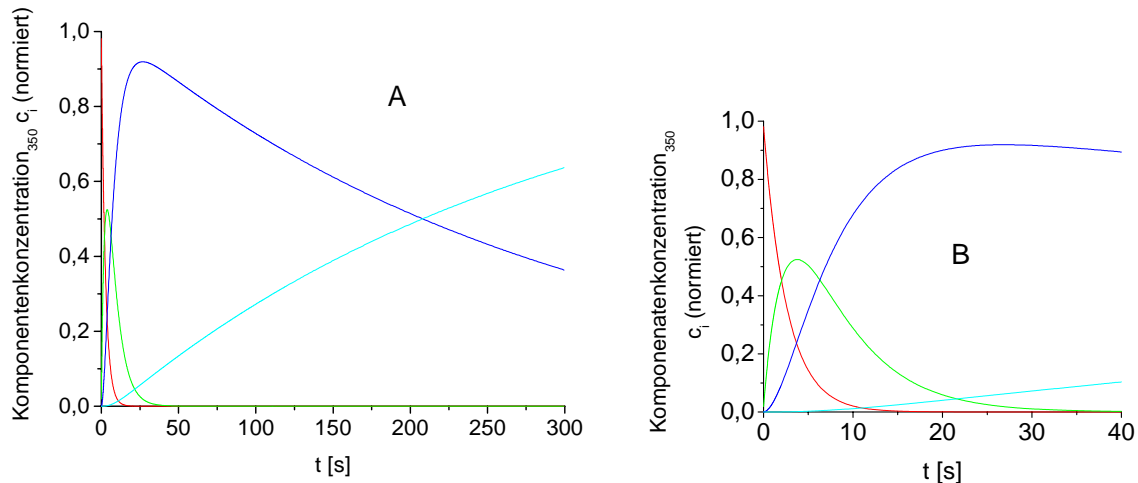 Komponentenkonzentration350 ci (normiert)
1,0
0,8
0,6
0,4
0,2
0,0
A
0 50 100 150 200 250 300
t [s]
Komponenatenkonzentration350
ci (normiert)
1,0
0,8
0,6
0,4
0,2
0,0
B
0 10 20 30 40
t [s]